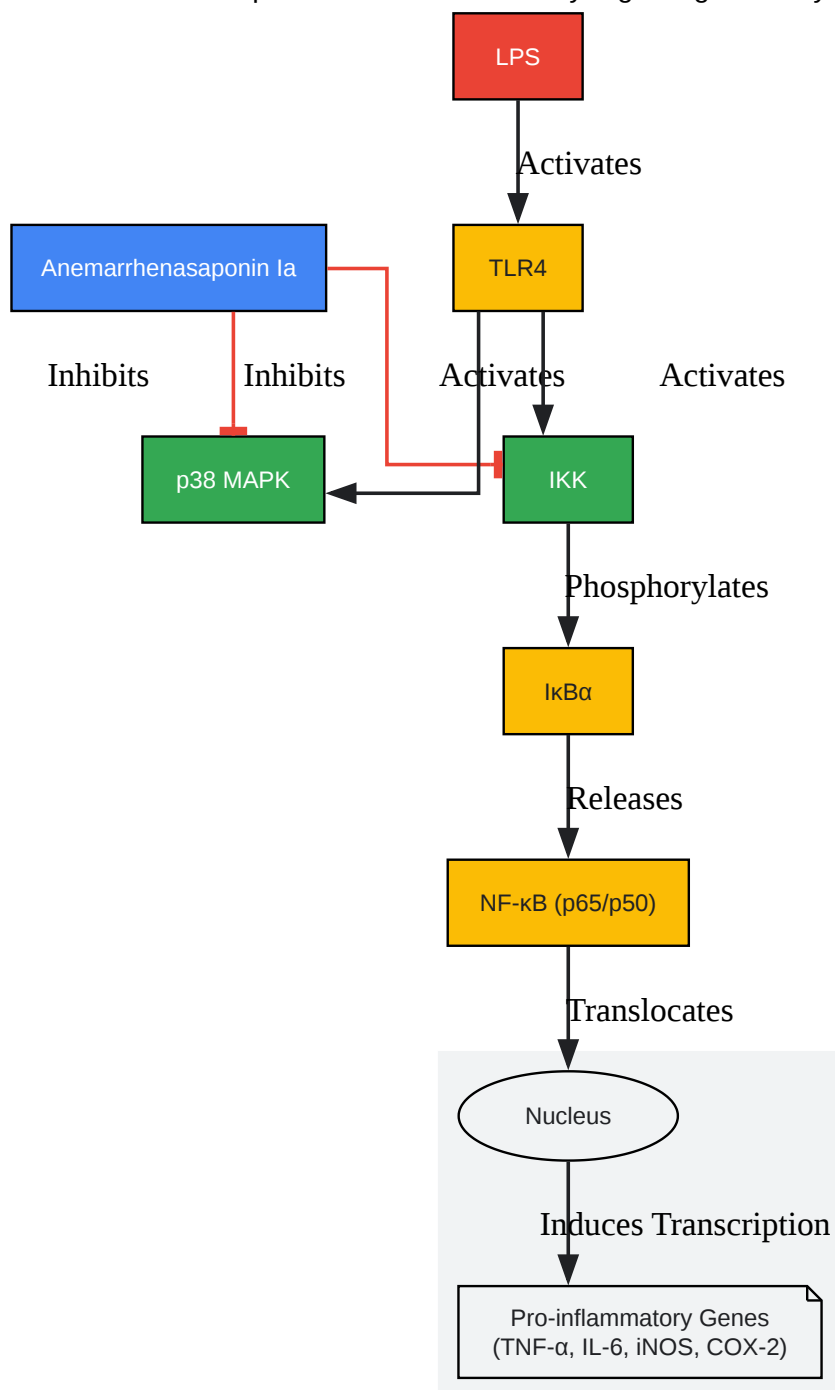 LPS
Activates
Anemarrhenasaponin Ia
TLR4
Inhibits
Inhibits
Activates
Activates
p38 MAPK
IKK
Phosphorylates
IκBα
Releases
NF-κB (p65/p50)
Translocates
Nucleus
Induces Transcription
Pro-inflammatory Genes
(TNF-α, IL-6, iNOS, COX-2)